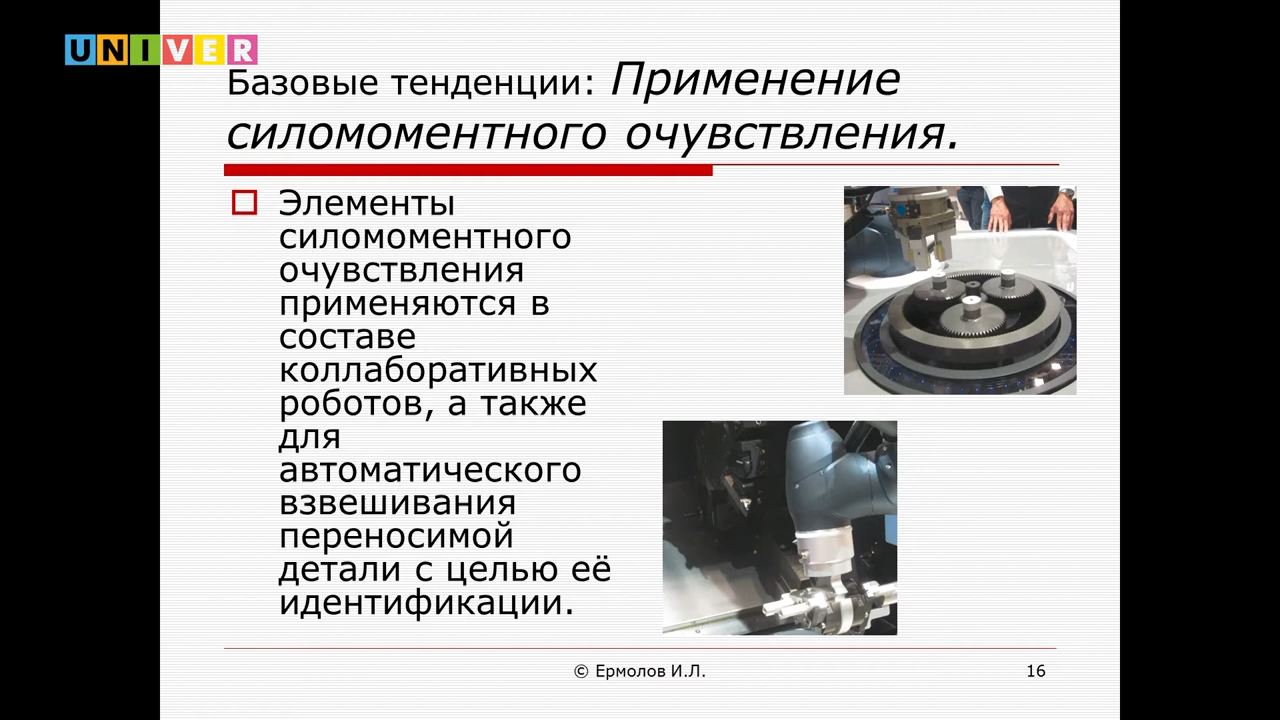 UNIVER
Базовые тенденции: Применение
силомоментного очувствления.
Элементы
силомоментного
очувствления
применяются в
составе
коллаборативных
роботов, а также
для
автоматического
взвешивания
переносимой
детали с целью её
идентификации.
© Ермолов И.Л.
16